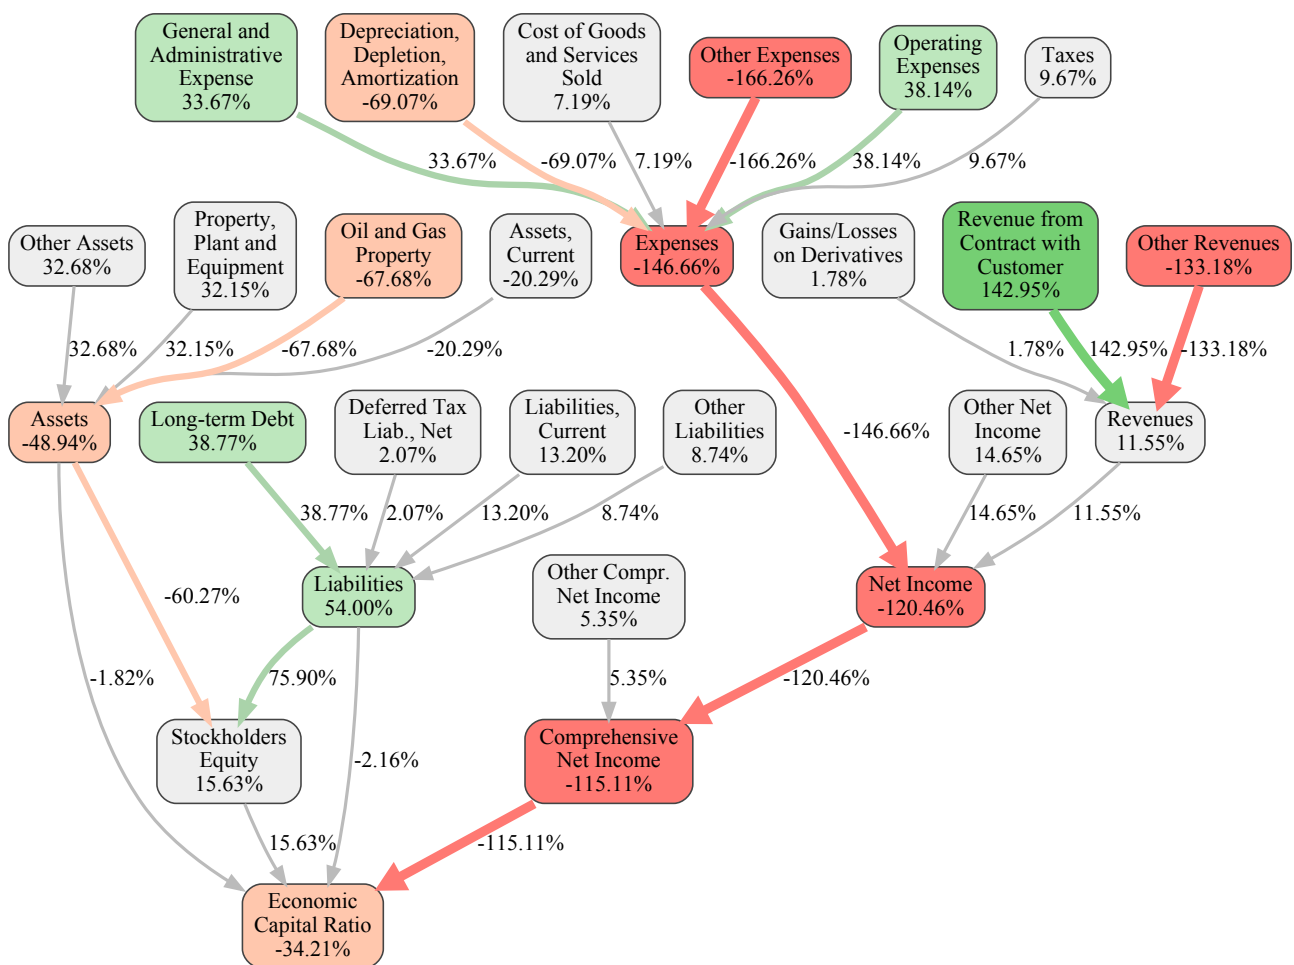 General and
Administrative
Expense
33.67%
Depreciation,
Depletion,
Amortization
-69.07%
Cost of Goods
and Services
Sold
7.19%
Other Expenses
-166.26%
Operating
Expenses
38.14%
Taxes
9.67%
33.67%
-69.07%
7.19%
-166.26%
38.14%
9.67%
Other Assets
32.68%
Property,
Plant and
Equipment
32.15%
Oil and Gas
Property
-67.68%
Assets,
Current
-20.29%
Expenses
-146.66%
Gains/Losses
on Derivatives
1.78%
Revenue from
Contract with
Customer
142.95%
Other Revenues
-133.18%
32.68%
32.15%
-67.68%
-20.29%
1.78%
142.95%
-133.18%
Assets
-48.94%
Long-term Debt
38.77%
Deferred Tax
Liab., Net
2.07%
Liabilities,
Current
13.20%
Other
Liabilities
8.74%
-146.66%
Other Net
Income
14.65%
Revenues
11.55%
38.77%
2.07%
13.20%
8.74%
14.65%
11.55%
-60.27%
Liabilities
54.00%
Other Compr.
Net Income
5.35%
Net Income
-120.46%
-1.82%
75.90%
5.35%
-120.46%
Stockholders
Equity
15.63%
-2.16%
Comprehensive
Net Income
-115.11%
15.63%
-115.11%
Economic
Capital Ratio
-34.21%